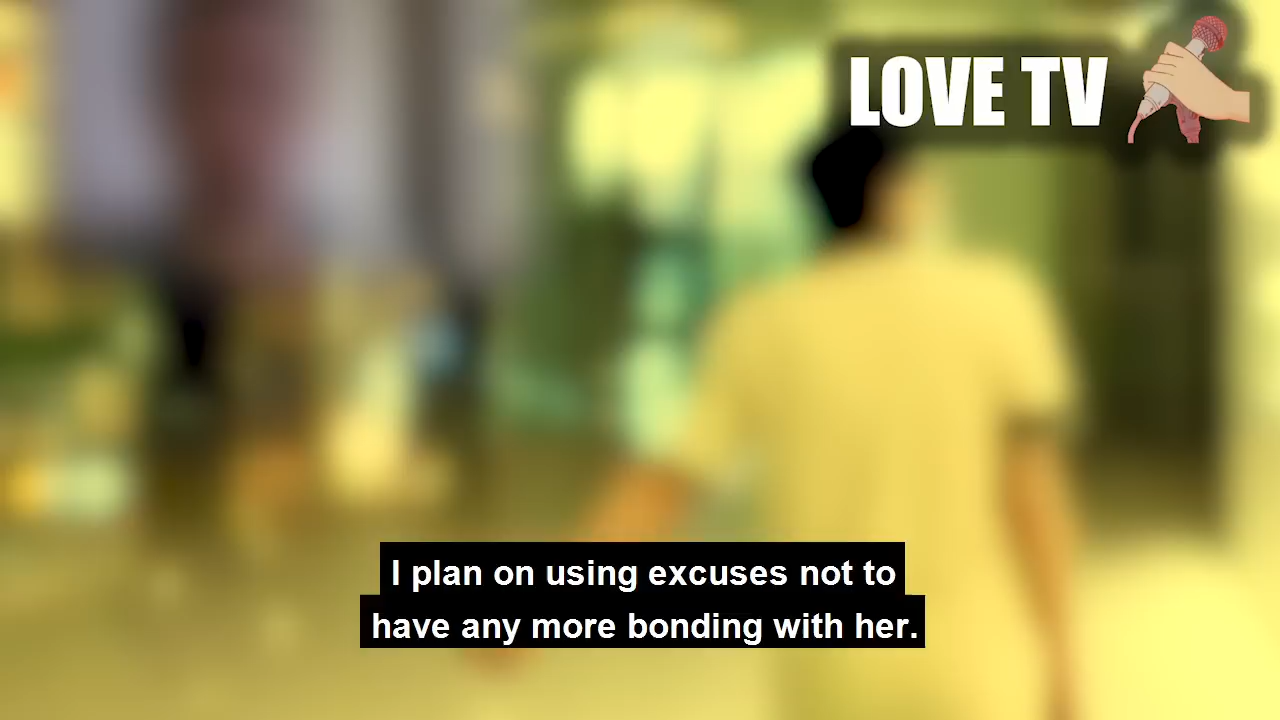 LOVE TV
I plan on using excuses not to
have any more bonding with her.